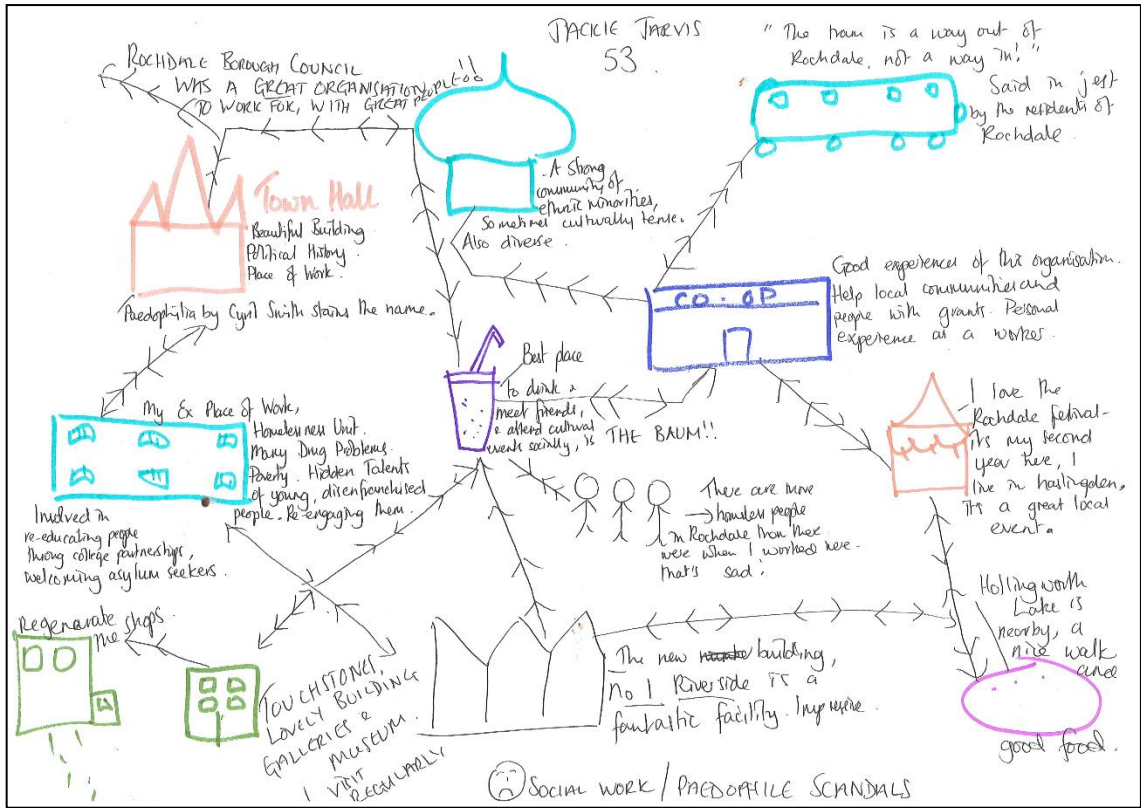 JACKIE JARVIS
53.
ROCHDALE BOROUGH COUNCIL
WAS A GREAT ORGANISATION
TO WORK FOR, WITH GREAT PEOPLE!!
"The tram is a way out of
Rochdale, not a way in!"
Said in jest
by the residents of
Rochdale.
Town Hall
Beautiful Building
Political History
Place of Work.
Paedophilia by Cyril Smith stains the name.
A strong
community of
ethnic minorities,
Sometimes culturally tense.
Also diverse.
CO-OP
Good experience of this organisation.
Help local communities and
people with grants. Personal
experience as a worker.
Best place
to drink &
meet friends,
& attend cultural
events socially, is
THE BAUM!!
My Ex Place of Work,
Homelessness Unit.
Many Drug Problems.
Poverty. Hidden Talents
of young, disenfranchised
people. Re-engaging them.
Involved in
re-educating people
through college partnerships,
welcoming asylum seekers.
I love the
Rochdale festival-
it's my second
year here, I
live in haslingden,
it's a great local
event.
There are more
homeless people
in Rochdale than there
were when I worked here.
that's sad!
Regenerate
the shops.
TOUCHSTONES,
LOVELY BUILDING
GALLERIES &
MUSEUM.
I VISIT
REGULARLY
The new building,
no 1 Riverside is a
fantastic facility. Impressive.
Hollingworth
Lake is
nearby, a
nice walk
good food.
SOCIAL WORK / PAEDOPHILE SCANDALS